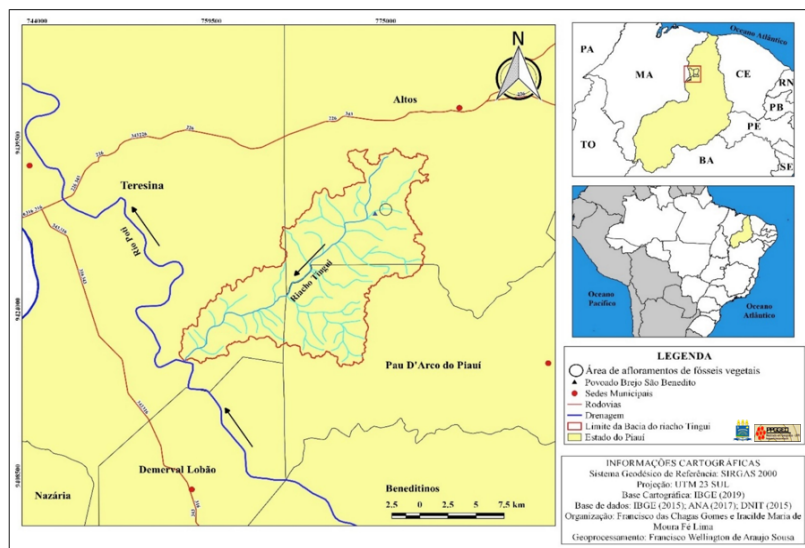 744000
759500
775000
N
Altos
Teresina
Rio Poti
Riacho Tingui
Pau D'Arco do Piauí
Demerval Lobão
Nazária
Beneditinos
2.5 0 2.5 5 7.5 km
Oceano Atlântico
PA
MA
CE
RN
PB
PE
TO
BA
SE
Oceano
Pacífico
Oceano
Atlântico
LEGENDA
Área de afloramentos de fósseis vegetais
Povoado Brejo São Benedito
Sedes Municipais
Rodovias
Drenagem
Limite da Bacia do riacho Tingui
Estado do Piauí
INFORMAÇÕES CARTOGRÁFICAS
Sistema Geodésico de Referência: SIRGAS 2000
Projeção: UTM 23 SUL
Base Cartográfica: IBGE (2019)
Base de dados: IBGE (2015); ANA (2017); DNIT (2015)
Organização: Francisco das Chagas Gomes e Iracilde Maria de
Moura Fé Lima
Geoprocessamento: Francisco Wellington de Araujo Sousa